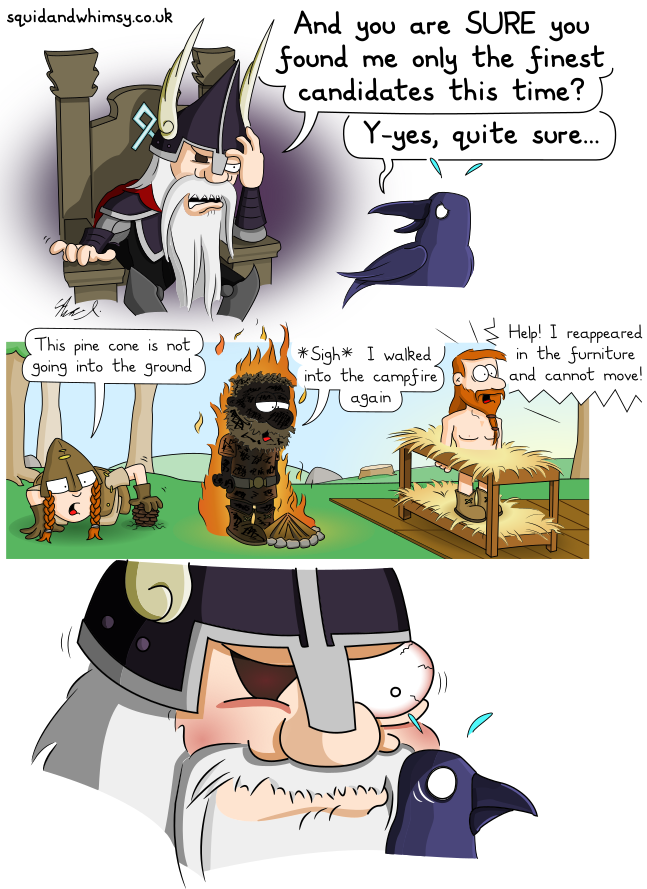 squidandwhimsy.co.uk
And you are SURE you
found me only the finest
candidates this time?
Y-yes, quite sure...
This pine cone is not
going into the ground
*Sigh* I walked
into the campfire
again
Help! I reappeared
in the furniture
and cannot move!